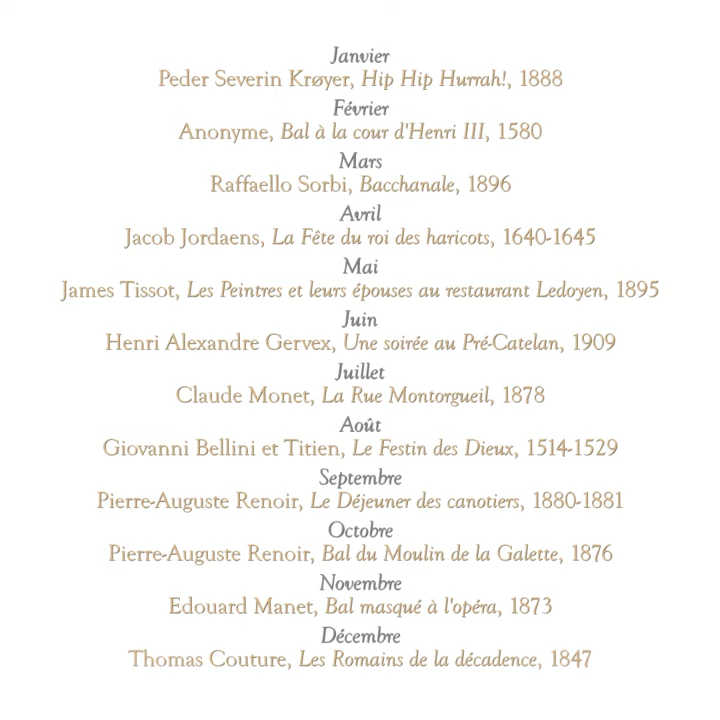 Janvier
Peder Severin Krøyer, Hip Hip Hurrah!, 1888
Février
Anonyme, Bal à la cour d'Henri III, 1580
Mars
Raffaello Sorbi, Bacchanale, 1896
Avril
Jacob Jordaens, La Fête du roi des haricots, 1640-1645
Mai
James Tissot, Les Peintres et leurs épouses au restaurant Ledoyen, 1895
Juin
Henri Alexandre Gervex, Une soirée au Pré-Catelan, 1909
Juillet
Claude Monet, La Rue Montorgueil, 1878
Août
Giovanni Bellini et Titien, Le Festin des Dieux, 1514-1529
Septembre
Pierre-Auguste Renoir, Le Déjeuner des canotiers, 1880-1881
Octobre
Pierre-Auguste Renoir, Bal du Moulin de la Galette, 1876
Novembre
Edouard Manet, Bal masqué à l'opéra, 1873
Décembre
Thomas Couture, Les Romains de la décadence, 1847